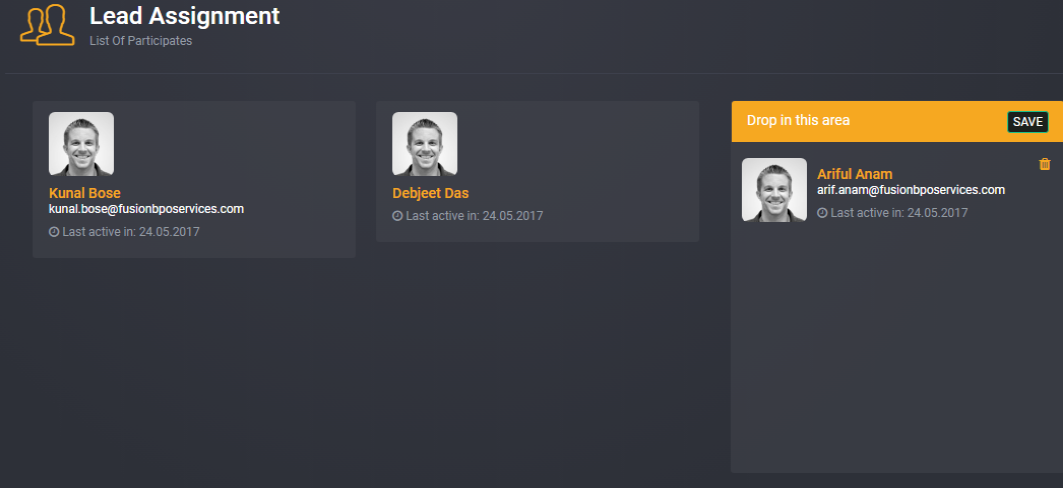 Lead Assignment
List Of Participates
Kunal Bose
kunal.bose@fusionbposervices.com
Last active in: 24.05.2017
Debjeet Das
Last active in: 24.05.2017
Drop in this area
SAVE
Ariful Anam
arif.anam@fusionbposervices.com
Last active in: 24.05.2017